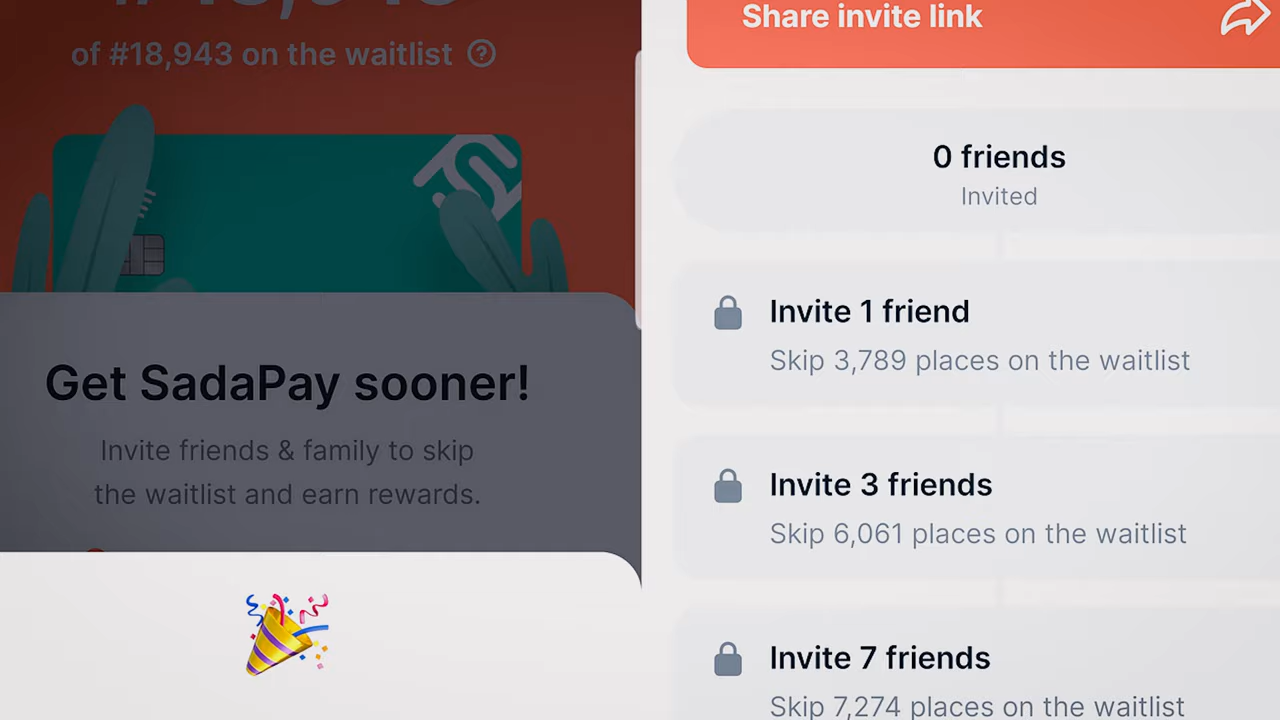 of #18,943 on the waitlist ?
Get SadaPay sooner!
Invite friends & family to skip
the waitlist and earn rewards.
Share invite link
0 friends
Invited
Invite 1 friend
Skip 3,789 places on the waitlist
Invite 3 friends
Skip 6,061 places on the waitlist
Invite 7 friends
Skip 7,274 places on the waitlist